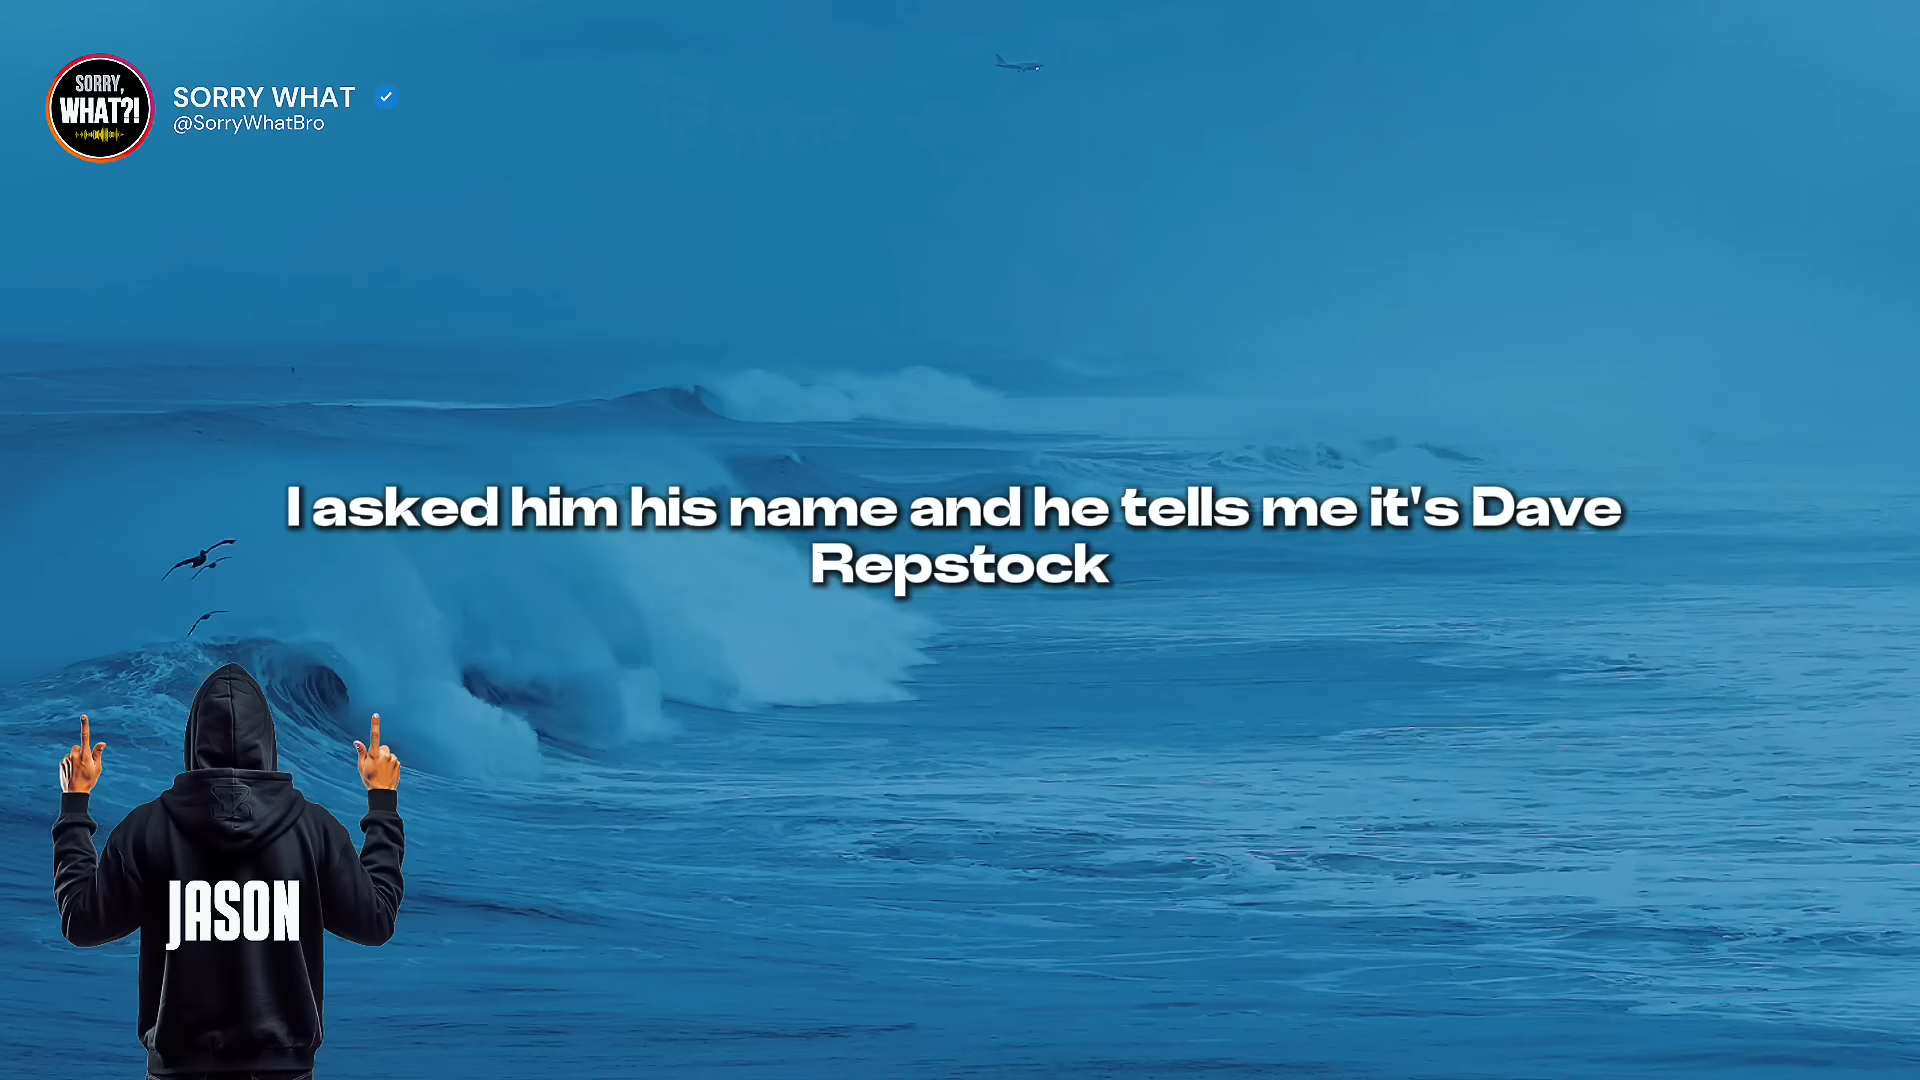 SORRY,
WHAT?!
SORRY WHAT
@SorryWhatBro
I asked him his name and he tells me it's Dave
Repstock
JASON